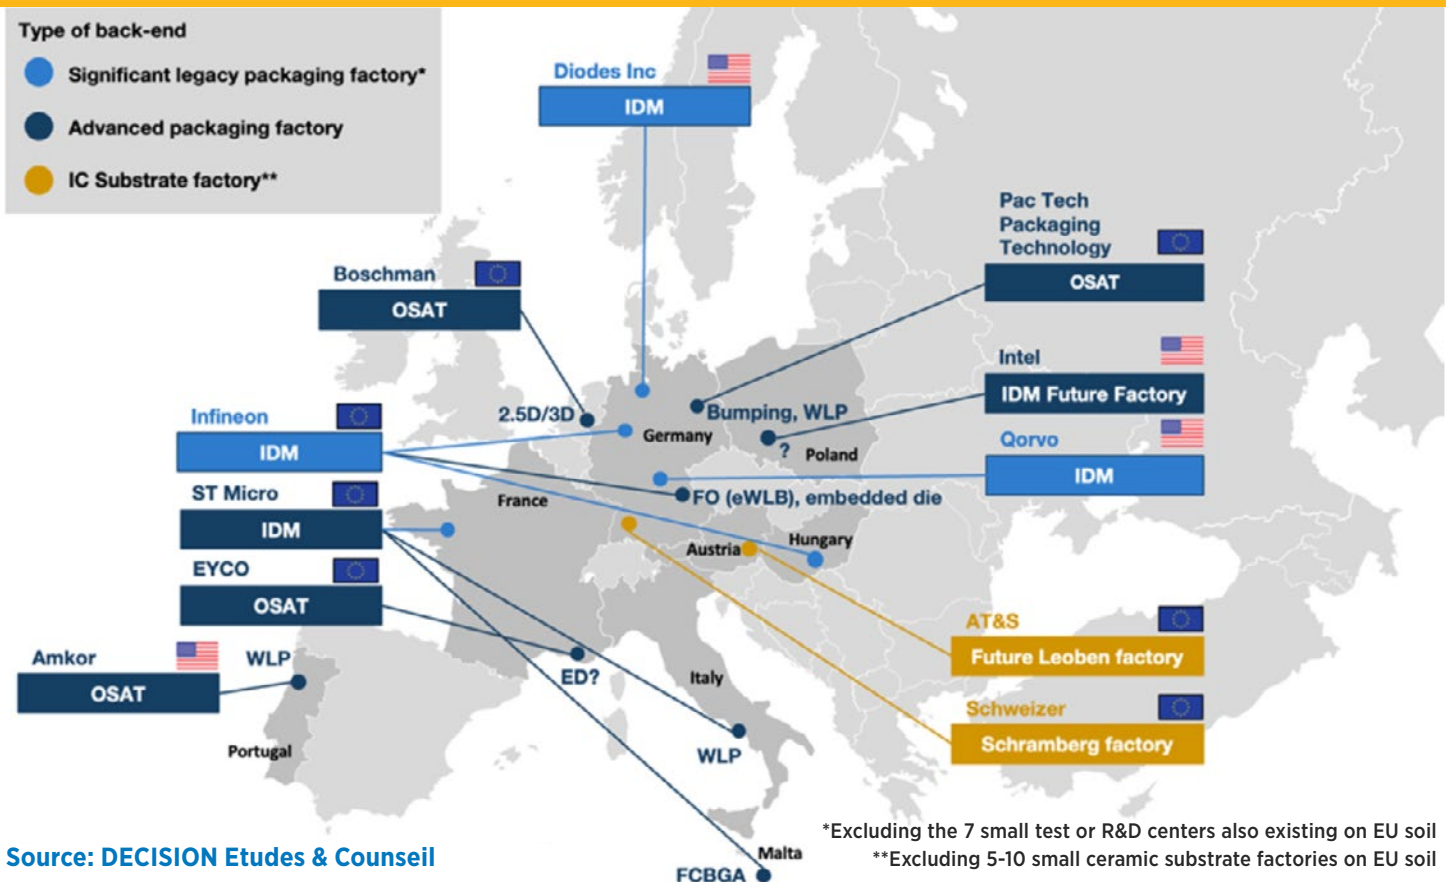 Type of back-end
Significant legacy packaging factory*
Advanced packaging factory
IC Substrate factory**
Diodes Inc
IDM
Pac Tech
Packaging
Technology
OSAT
Boschman
OSAT
Intel
IDM Future Factory
Infineon
IDM
2.5D/3D
Bumping, WLP
Germany
?
Poland
Qorvo
IDM
ST Micro
IDM
France
FO (eWLB), embedded die
Austria
Hungary
EYCO
OSAT
AT&S
Future Leoben factory
Amkor
OSAT
WLP
ED?
Italy
Schweizer
Schramberg factory
Portugal
WLP
Malta
FCBGA
*Excluding the 7 small test or R&D centers also existing on EU soil
**Excluding 5-10 small ceramic substrate factories on EU soil
Source: DECISION Etudes & Counseil